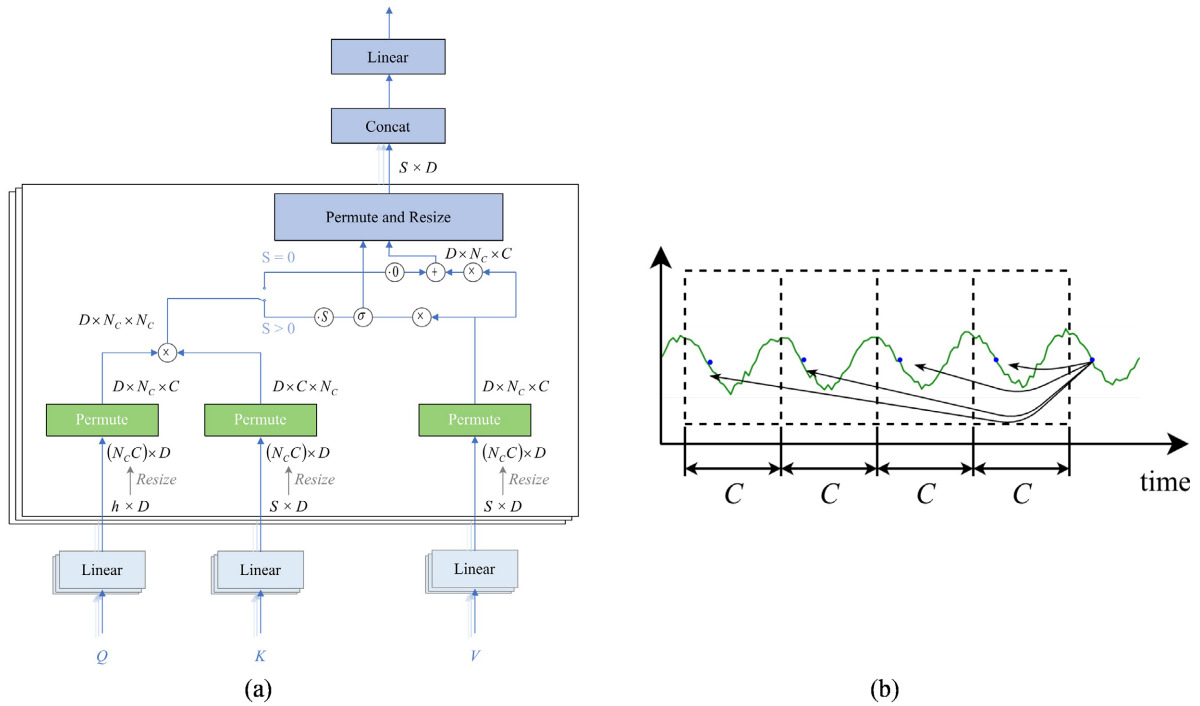 Linear
Concat
S × D
Permute and Resize
S = 0
·0
+
×
D × N_C × C
S > 0
·S
σ
×
D × N_C × N_C
×
D × N_C × C
D × C × N_C
D × N_C × C
Permute
Permute
Permute
(N_C C) × D
(N_C C) × D
(N_C C) × D
Resize
Resize
Resize
h × D
S × D
S × D
Linear
Linear
Linear
Q
K
V
(a)
C
C
C
C
time
(b)